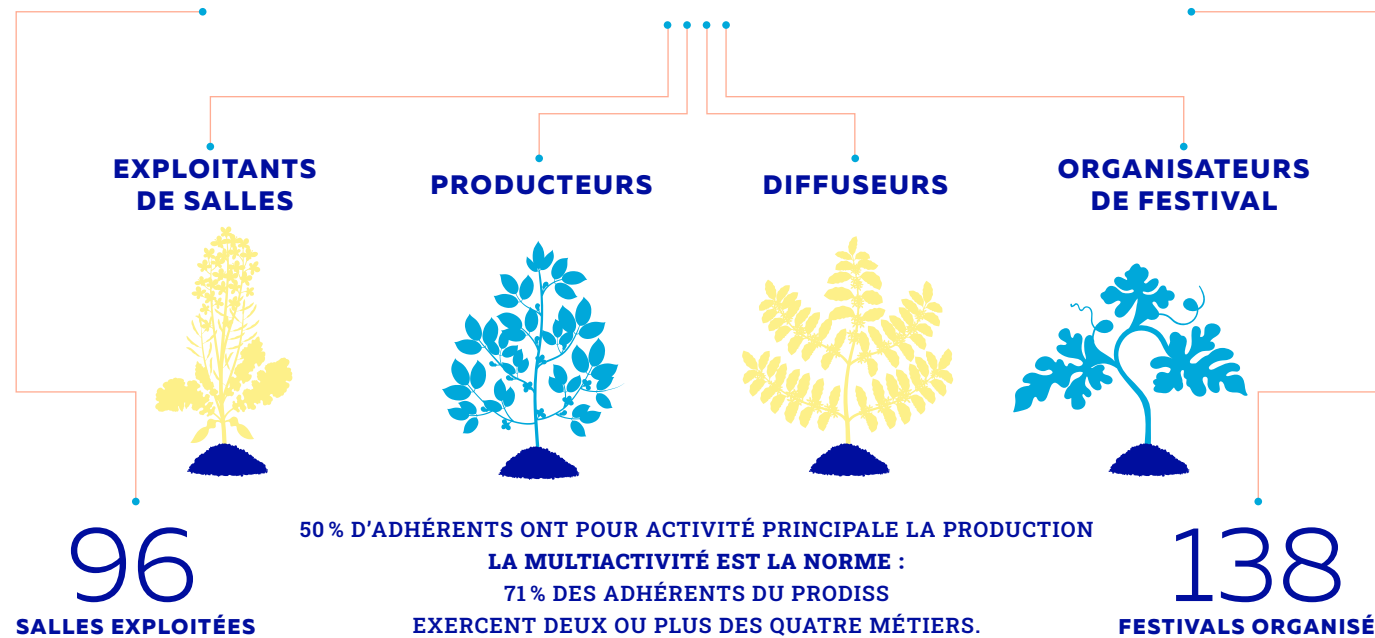 EXPLOITANTS
DE SALLES
PRODUCTEURS
DIFFUSEURS
ORGANISATEURS
DE FESTIVAL
96
SALLES EXPLOITÉES
50 % D'ADHÉRENTS ONT POUR ACTIVITÉ PRINCIPALE LA PRODUCTION
LA MULTIACTIVITÉ EST LA NORME :
71 % DES ADHÉRENTS DU PRODISS
EXERCENT DEUX OU PLUS DES QUATRE MÉTIERS.
138
FESTIVALS ORGANISÉ